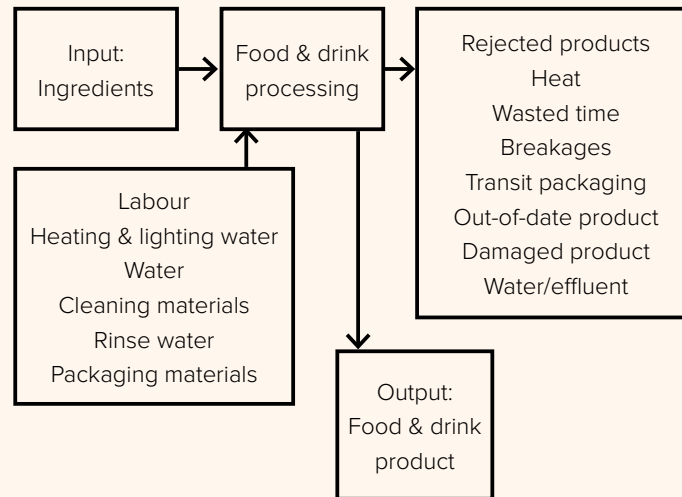 Input:
Ingredients
Food & drink
processing
Rejected products
Heat
Wasted time
Breakages
Transit packaging
Out-of-date product
Damaged product
Water/effluent
Labour
Heating & lighting water
Water
Cleaning materials
Rinse water
Packaging materials
Output:
Food & drink
product